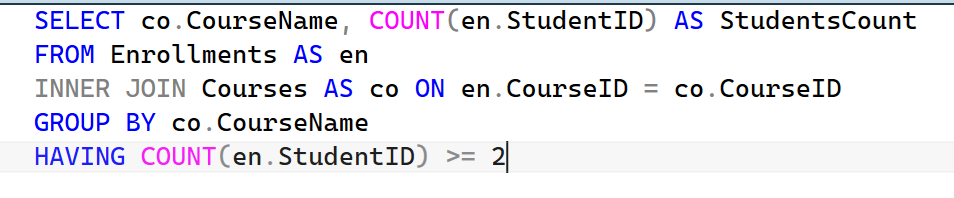 SELECT co.CourseName, COUNT(en.StudentID) AS StudentsCount
FROM Enrollments AS en
INNER JOIN Courses AS co ON en.CourseID = co.CourseID
GROUP BY co.CourseName
HAVING COUNT(en.StudentID) >= 2